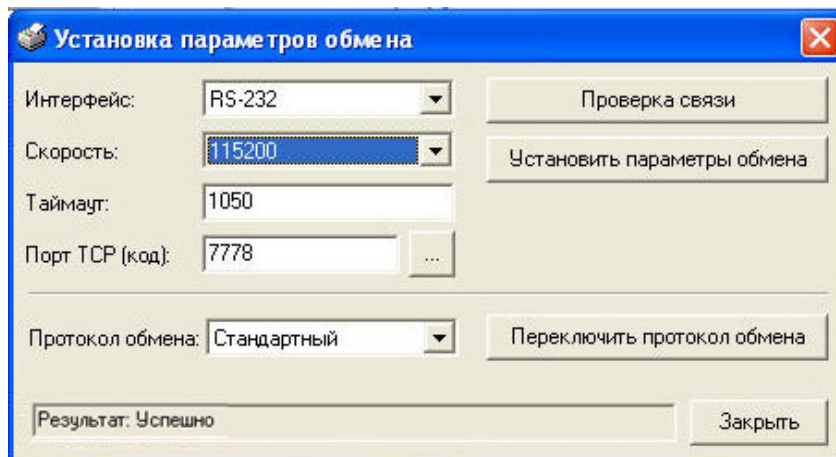 Установка параметров обмена
Интерфейс: RS-232 Проверка связи
Скорость: 115200 Установить параметры обмена
Таймаут: 1050
Порт TCP (код): 7778 ...
Протокол обмена: Стандартный Переключить протокол обмена
Результат: Успешно Закрыть